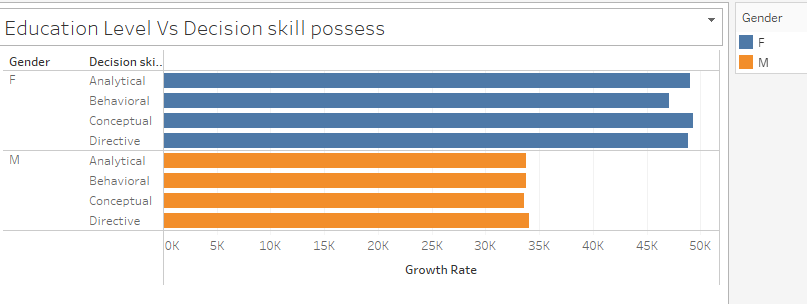 Education Level Vs Decision skill possess
Gender Decision ski..
F Analytical
Behavioral
Conceptual
Directive
M Analytical
Behavioral
Conceptual
Directive
0K 5K 10K 15K 20K 25K 30K 35K 40K 45K 50K
Growth Rate
Gender
F
M